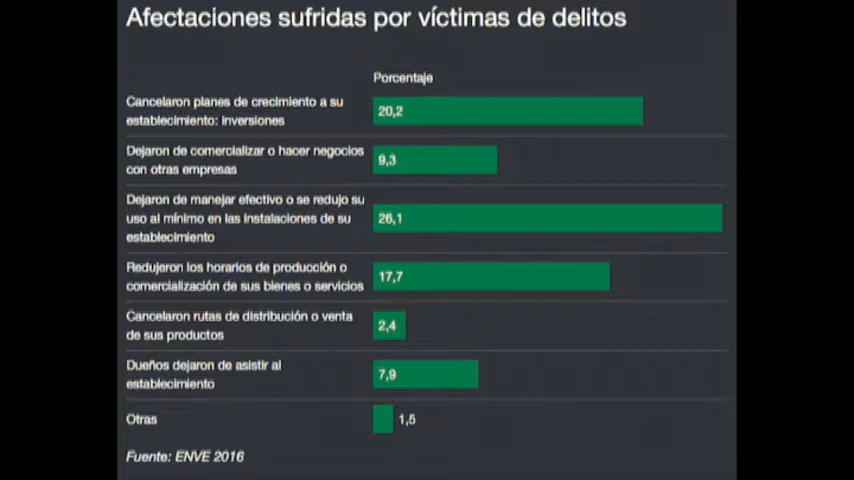 Afectaciones sufridas por víctimas de delitos
Porcentaje
Cancelaron planes de crecimiento a su
establecimiento: inversiones
20,2
Dejaron de comercializar o hacer negocios
con otras empresas
9,3
Dejaron de manejar efectivo o se redujo su
uso al mínimo en las instalaciones de su
establecimiento
26,1
Redujeron los horarios de producción o
comercialización de sus bienes o servicios
17,7
Cancelaron rutas de distribución o venta
de sus productos
2,4
Dueños dejaron de asistir al
establecimiento
7,9
Otras
1,5
Fuente: ENVE 2016